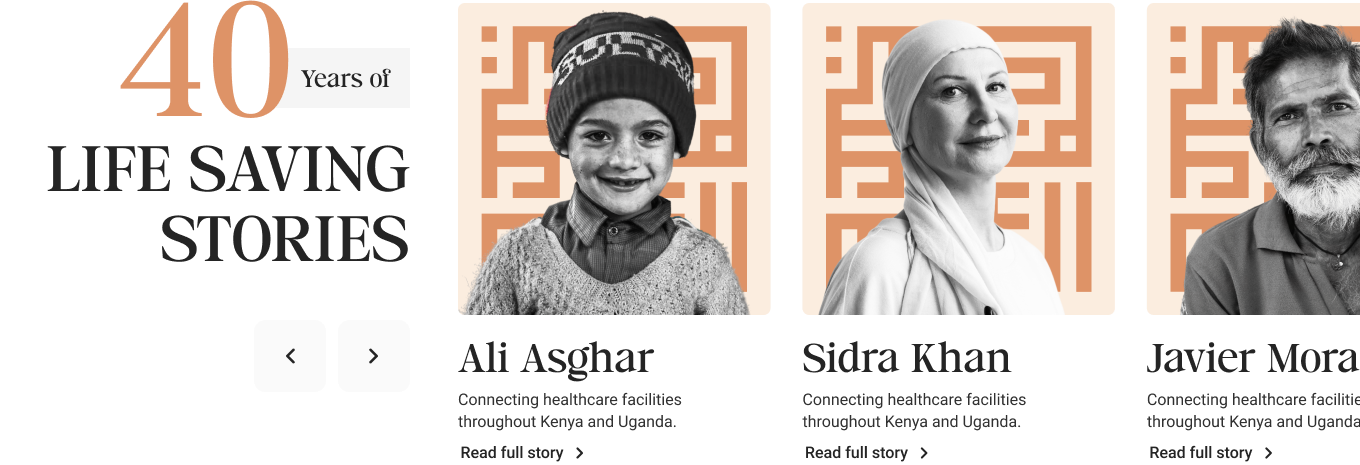 40
Years of
LIFE SAVING
STORIES
Ali Asghar
Connecting healthcare facilities
throughout Kenya and Uganda.
Read full story
Sidra Khan
Connecting healthcare facilities
throughout Kenya and Uganda.
Read full story
Javier Mora
Connecting healthcare facilitie
throughout Kenya and Uganda
Read full story